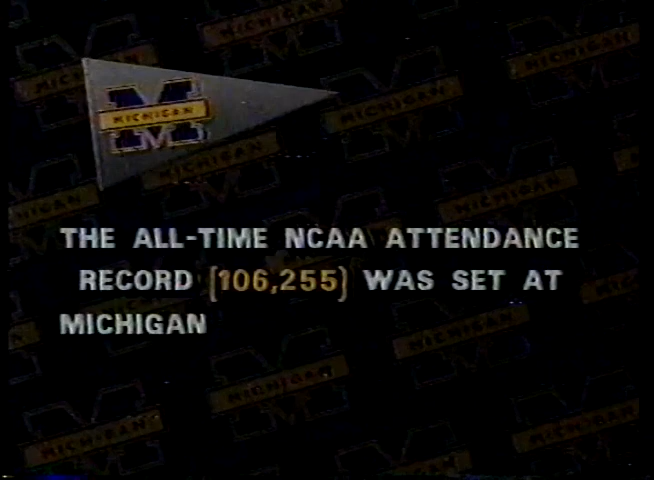 MICHIGAN
M
THE ALL-TIME NCAA ATTENDANCE
RECORD (106,255) WAS SET AT
MICHIGAN